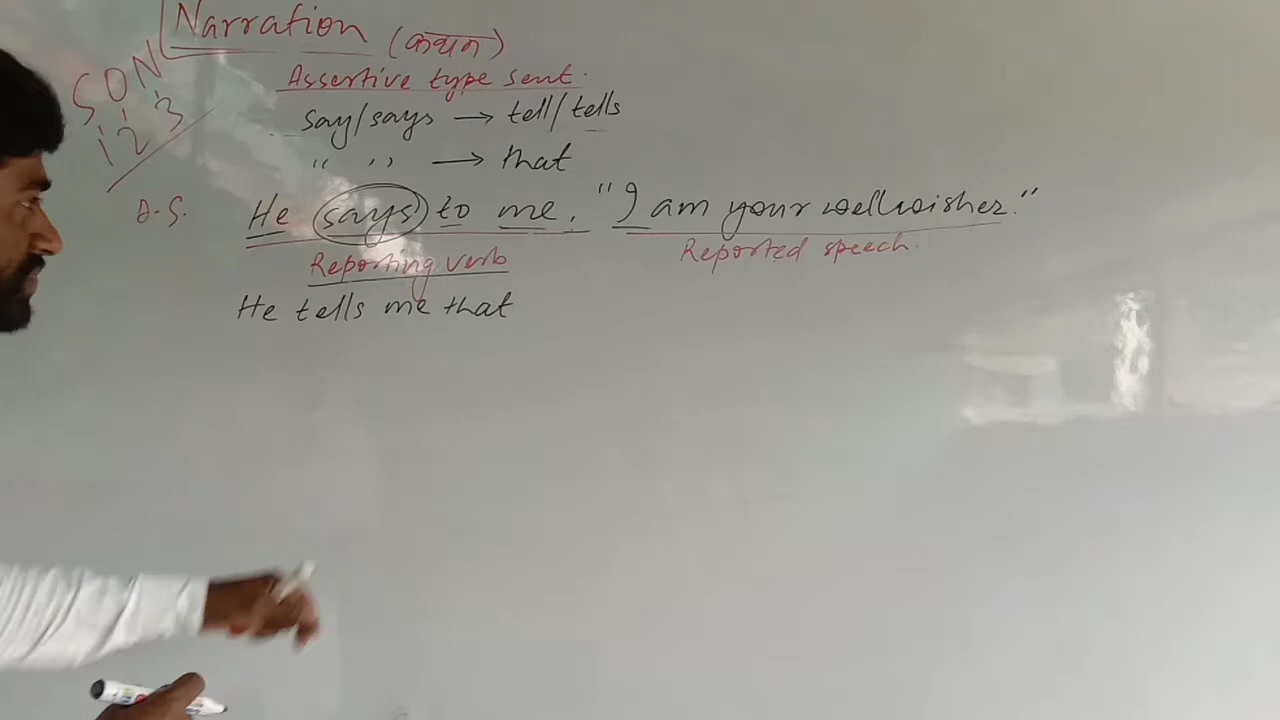 Narration (कथन)
SON
1 2 3
Assertive type sent.
say/says → tell/tells
" " → that
D.S. He says to me, "I am your wellwisher."
Reporting verb Reported speech.
He tells me that